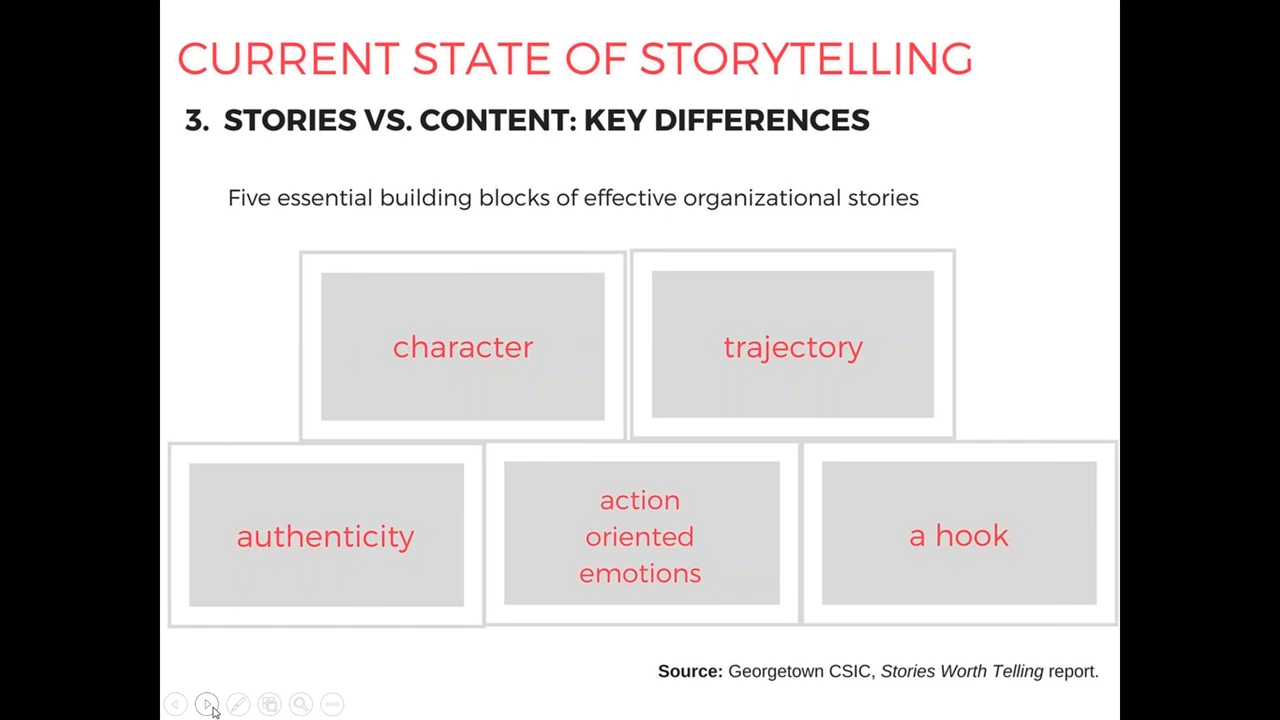 CURRENT STATE OF STORYTELLING
3. STORIES VS. CONTENT: KEY DIFFERENCES
Five essential building blocks of effective organizational stories
character
trajectory
authenticity
action
oriented
emotions
a hook
Source: Georgetown CSIC, Stories Worth Telling report.